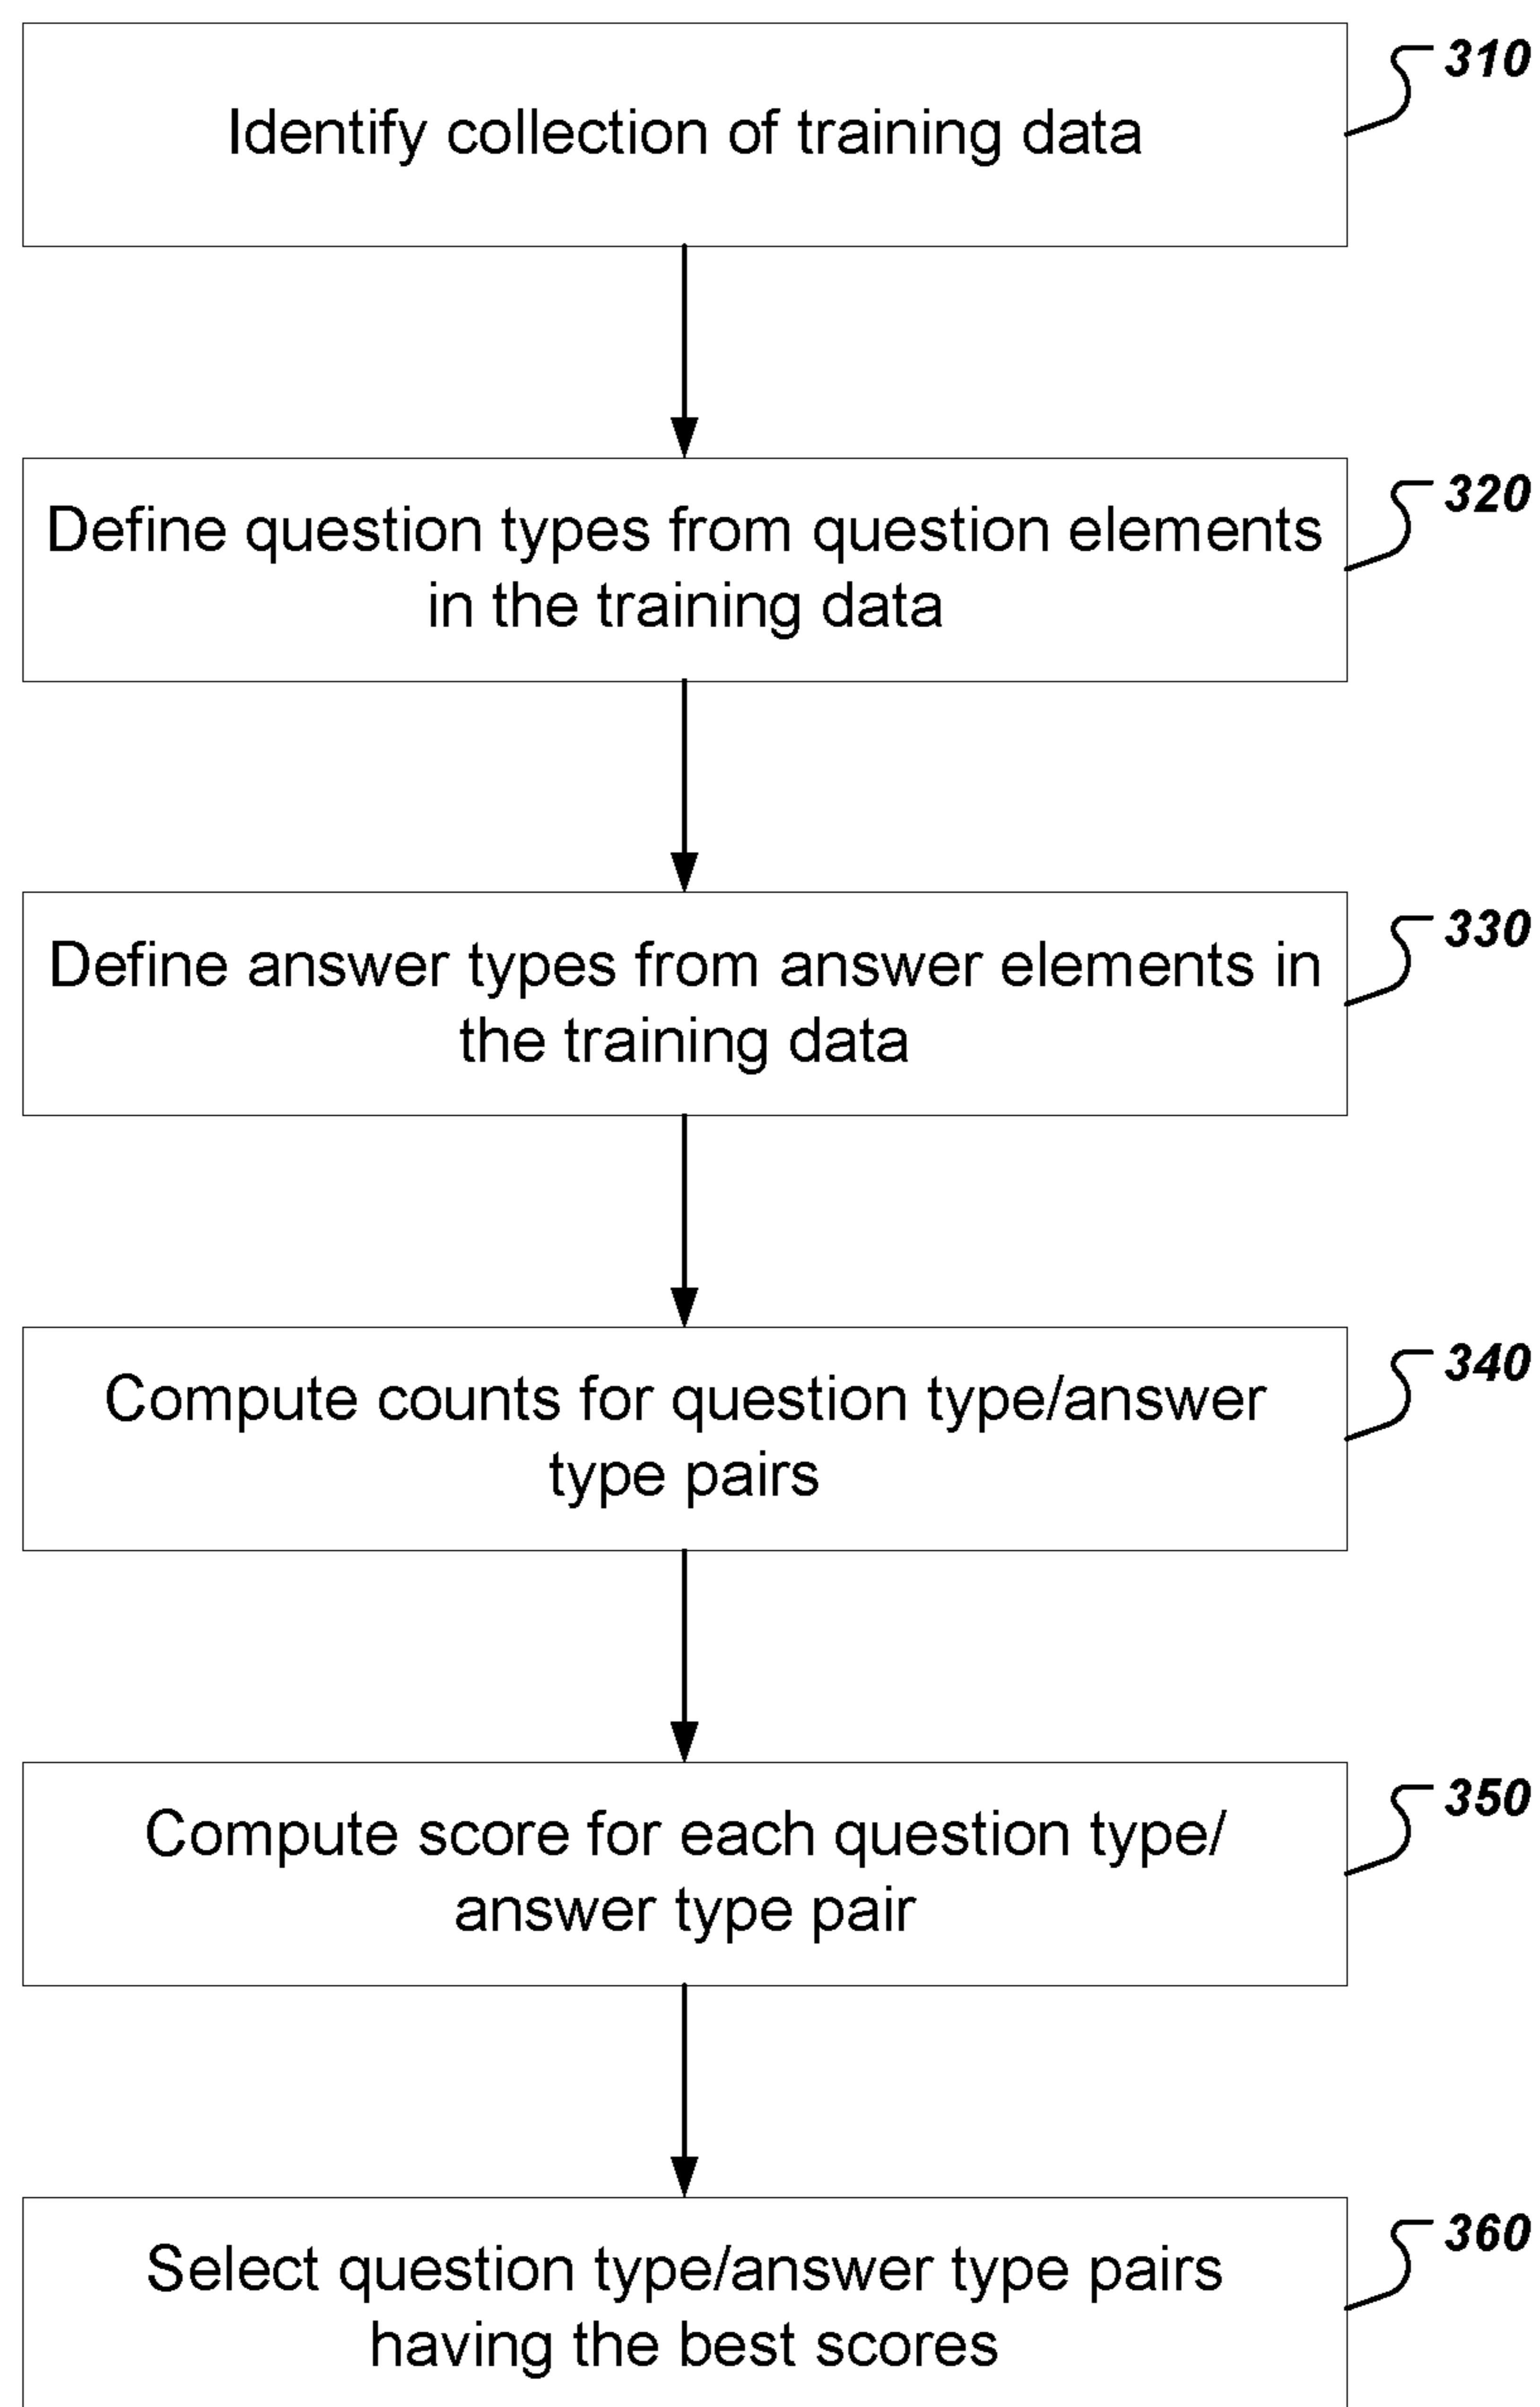 Identify collection of training data
310
Define question types from question elements
in the training data
320
Define answer types from answer elements in
the training data
330
Compute counts for question type/answer
type pairs
340
Compute score for each question type/
answer type pair
350
Select question type/answer type pairs
having the best scores
360